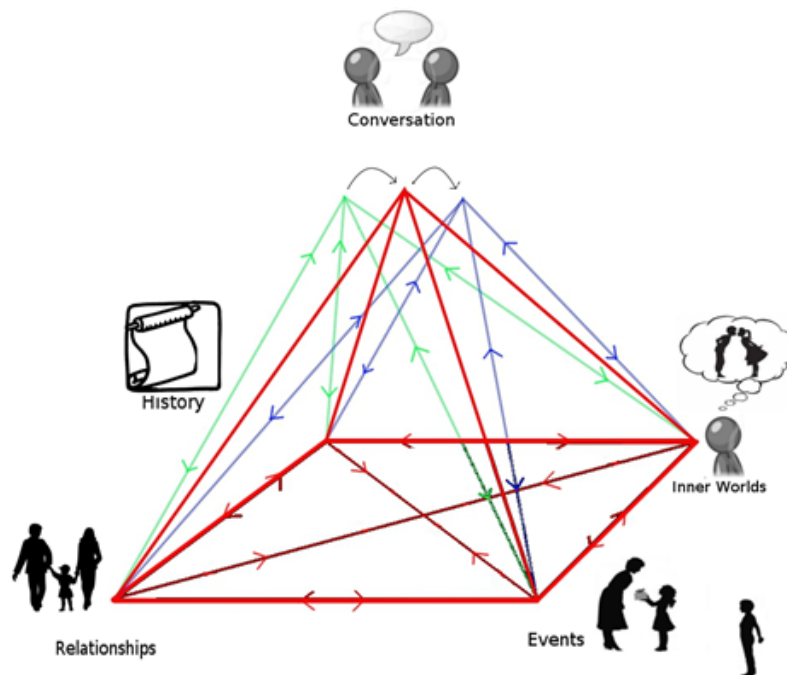 Conversation
History
Inner Worlds
Events
Relationships